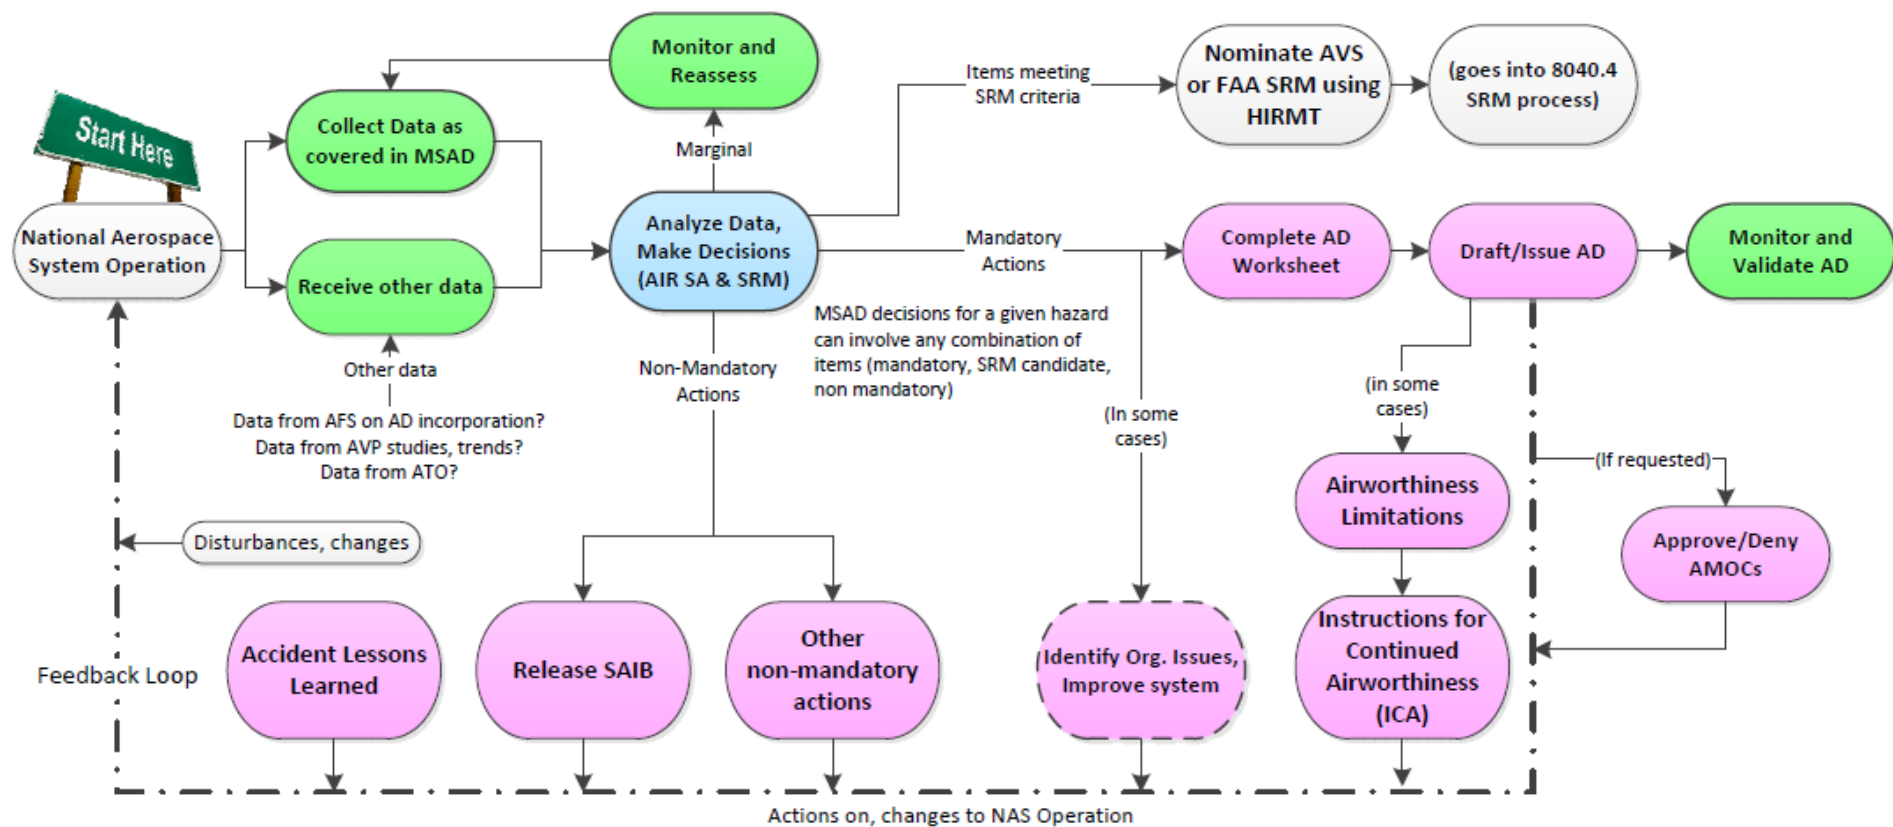 Start Here
National Aerospace
System Operation
Collect Data as
covered in MSAD
Receive other data
Other data
Data from AFS on AD incorporation?
Data from AVP studies, trends?
Data from ATO?
Monitor and
Reassess
Marginal
Analyze Data,
Make Decisions
(AIR SA & SRM)
Items meeting
SRM criteria
Nominate AVS
or FAA SRM using
HIRMT
(goes into 8040.4
SRM process)
Mandatory
Actions
Complete AD
Worksheet
Draft/Issue AD
Monitor and
Validate AD
MSAD decisions for a given hazard
can involve any combination of
items (mandatory, SRM candidate,
non mandatory)
Non-Mandatory
Actions
(In some
cases)
(in some
cases)
(If requested)
Airworthiness
Limitations
Approve/Deny
AMOCs
Disturbances, changes
Feedback Loop
Accident Lessons
Learned
Release SAIB
Other
non-mandatory
actions
Identify Org. Issues,
Improve system
Instructions for
Continued
Airworthiness
(ICA)
Actions on, changes to NAS Operation